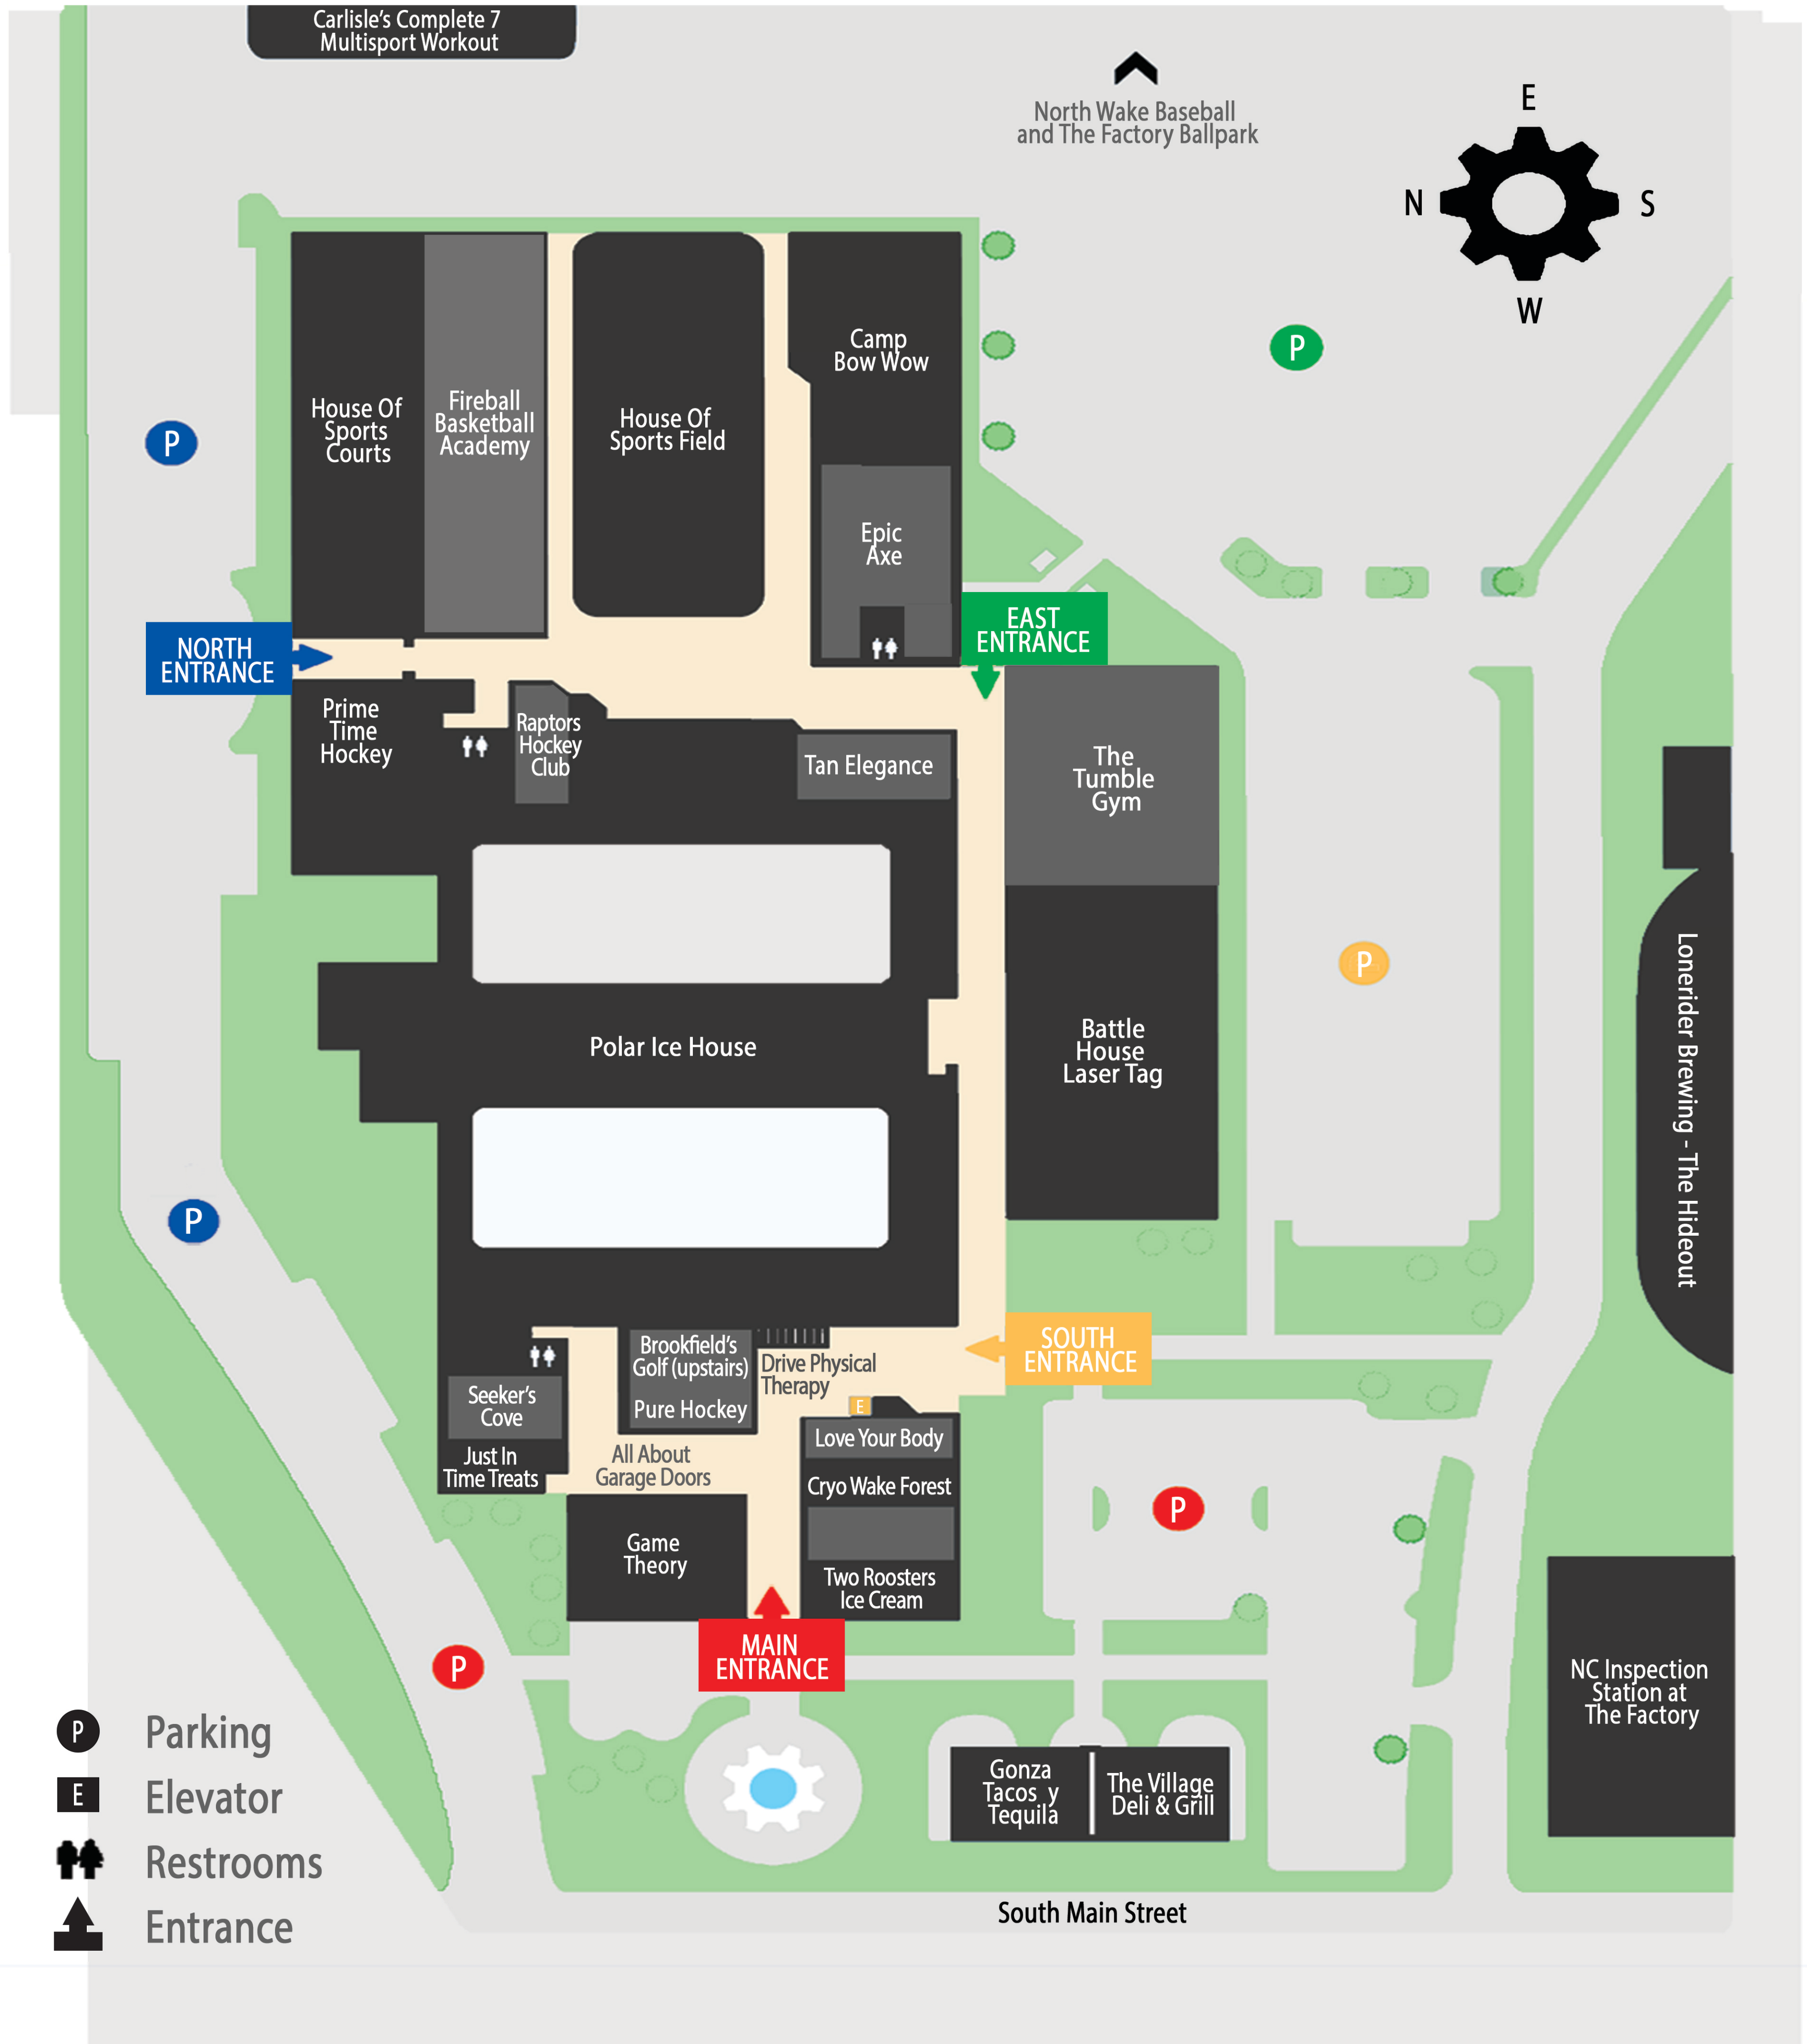 Carlisle's Complete 7
Multisport Workout
North Wake Baseball
and The Factory Ballpark
E
N
S
W
P
Camp
Bow Wow
House Of
Sports
Courts
Fireball
Basketball
Academy
House Of
Sports Field
P
Epic
Axe
NORTH
ENTRANCE
EAST
ENTRANCE
Prime
Time
Hockey
Raptors
Hockey
Club
Tan Elegance
The
Tumble
Gym
P
Polar Ice House
Battle
House
Laser Tag
Lonerider Brewing - The Hideout
P
SOUTH
ENTRANCE
Brookfield's
Golf (upstairs)
Pure Hockey
Drive Physical
Therapy
E
Seeker's
Cove
Just In
Time Treats
All About
Garage Doors
Love Your Body
Cryo Wake Forest
P
Game
Theory
Two Roosters
Ice Cream
MAIN
ENTRANCE
P
NC Inspection
Station at
The Factory
Gonza
Tacos y
Tequila
The Village
Deli & Grill
P Parking
E Elevator
Restrooms
Entrance
South Main Street